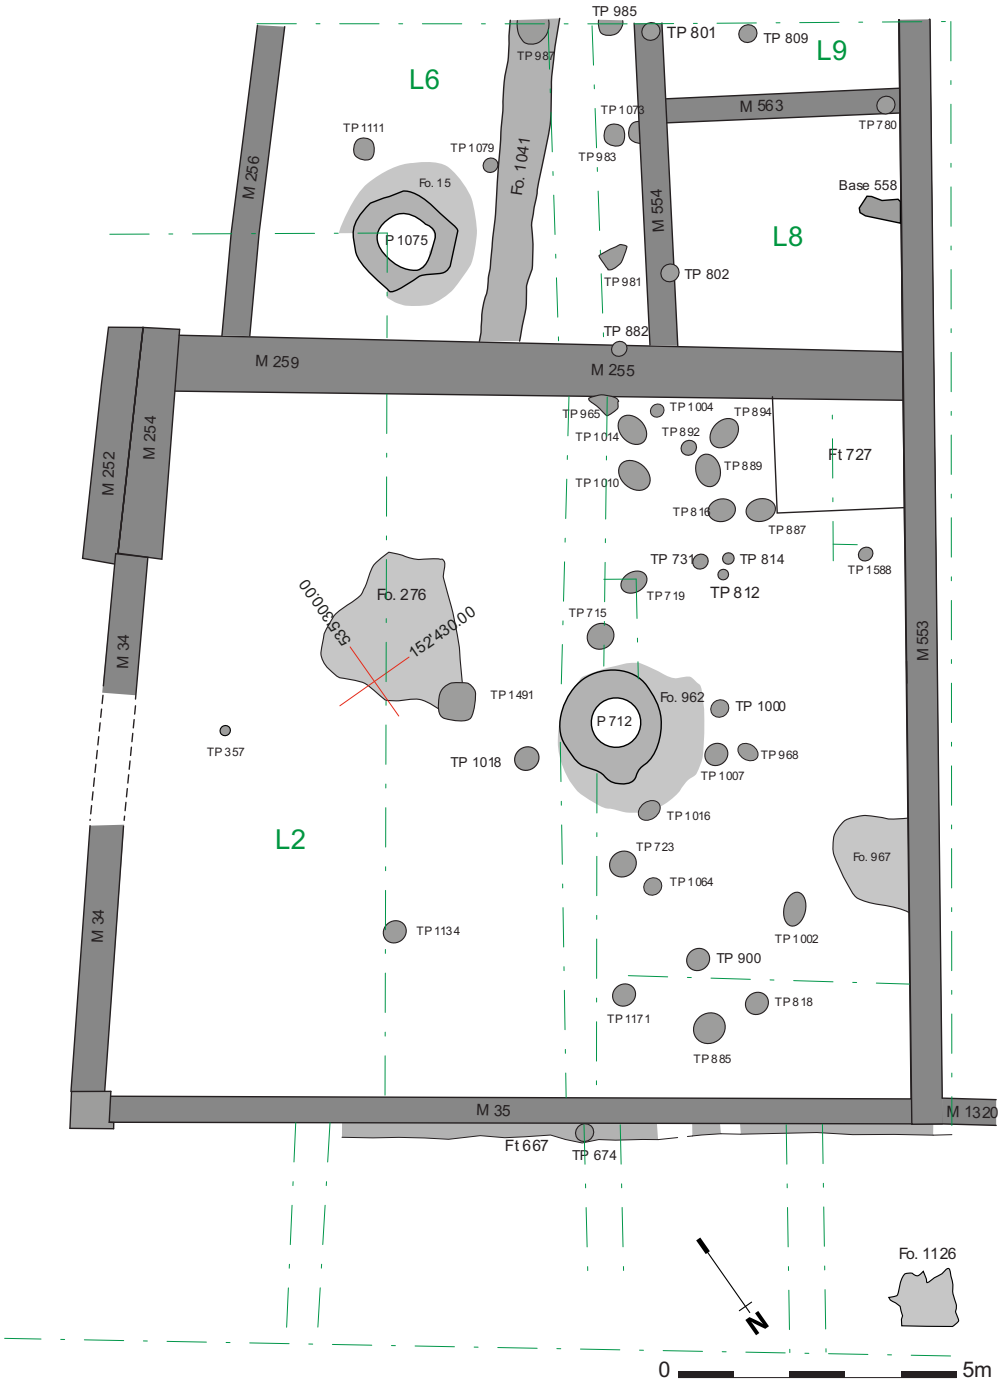 TP 985
TP 801
TP 809
L9
TP 987
L6
M 563
TP 1073
TP 780
TP 1111
TP 1079
TP 983
Fo. 1041
M 256
Fo. 15
Base 558
M 554
P 1075
L8
TP 981
TP 802
TP 882
M 259
M 255
TP 965
TP 1004
TP 894
TP 1014
TP 892
M 254
Ft 727
TP 889
M 252
TP 1010
TP 816
TP 887
TP 731
TP 814
TP 1588
TP 812
Fo. 276
TP 719
535'300.00
152'430.00
TP 715
M 34
M 553
TP 1491
Fo. 962
TP 1000
P 712
TP 357
TP 1018
TP 968
TP 1007
TP 1016
L2
TP 723
Fo. 967
TP 1064
M 34
TP 1134
TP 1002
TP 900
TP 818
TP 1171
TP 885
M 35
M 1320
Ft 667
TP 674
Fo. 1126
N
0
5m